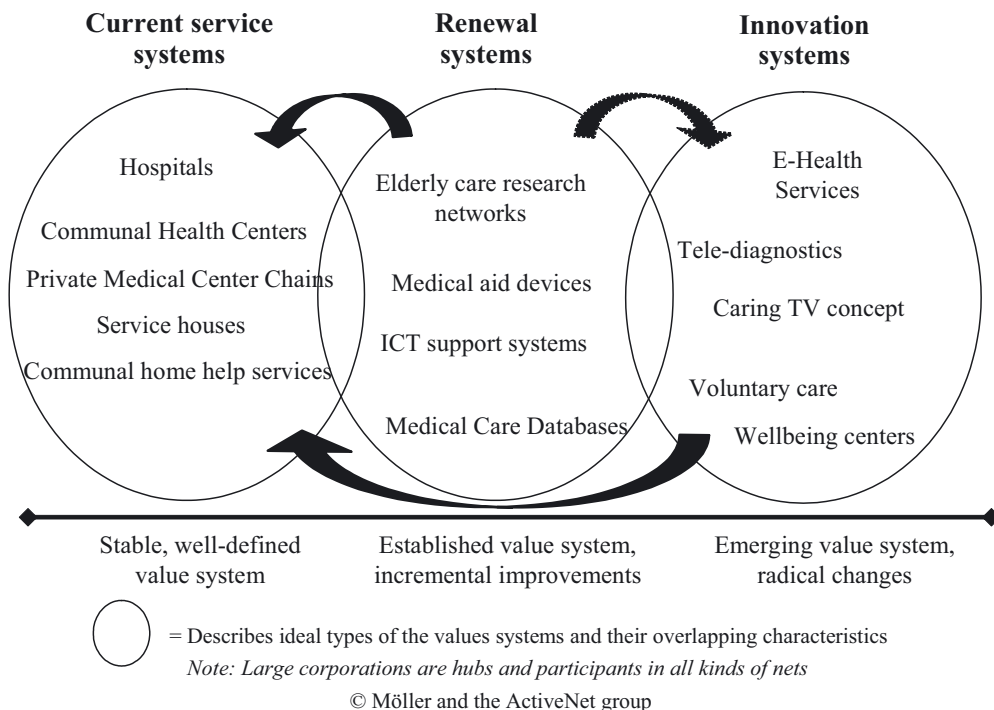 Current service
systems
Renewal
systems
Innovation
systems
Hospitals
Communal Health Centers
Private Medical Center Chains
Service houses
Communal home help services
Elderly care research
networks
Medical aid devices
ICT support systems
Medical Care Databases
E-Health
Services
Tele-diagnostics
Caring TV concept
Voluntary care
Wellbeing centers
Stable, well-defined
value system
Established value system,
incremental improvements
Emerging value system,
radical changes
= Describes ideal types of the values systems and their overlapping characteristics
Note: Large corporations are hubs and participants in all kinds of nets
© Möller and the ActiveNet group